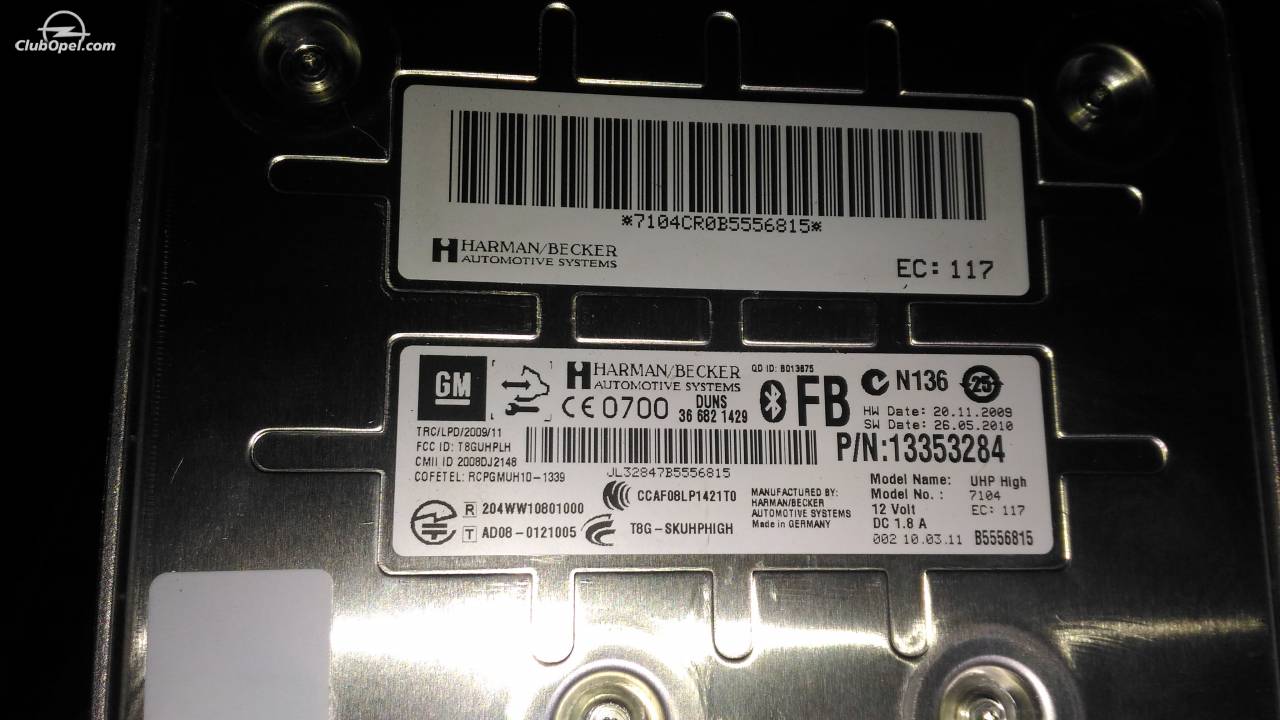 ClubOpel.com
*7104CR0B5556815*
HARMAN/BECKER
AUTOMOTIVE SYSTEMS
EC: 117
GM
HARMAN/BECKER
AUTOMOTIVE SYSTEMS
QD ID: B013675
CE 0700
DUNS
36 682 1429
FB
N136
25
HW Date: 20.11.2009
SW Date: 26.05.2010
TRC/LPD/2009/11
FCC ID: T8GUHPLH
CMII ID 2008DJ2148
COFETEL: RCPGMUH10-1339
JL32847B5556815
P/N:13353284
R 204WW10801000
T AD08-0121005
CCAF08LP1421T0
T8G-SKUHPHIGH
MANUFACTURED BY:
HARMAN/BECKER
AUTOMOTIVE SYSTEMS
Made in GERMANY
Model Name: UHP High
Model No.: 7104
12 Volt EC: 117
DC 1.8 A
002 10.03.11 B5556815